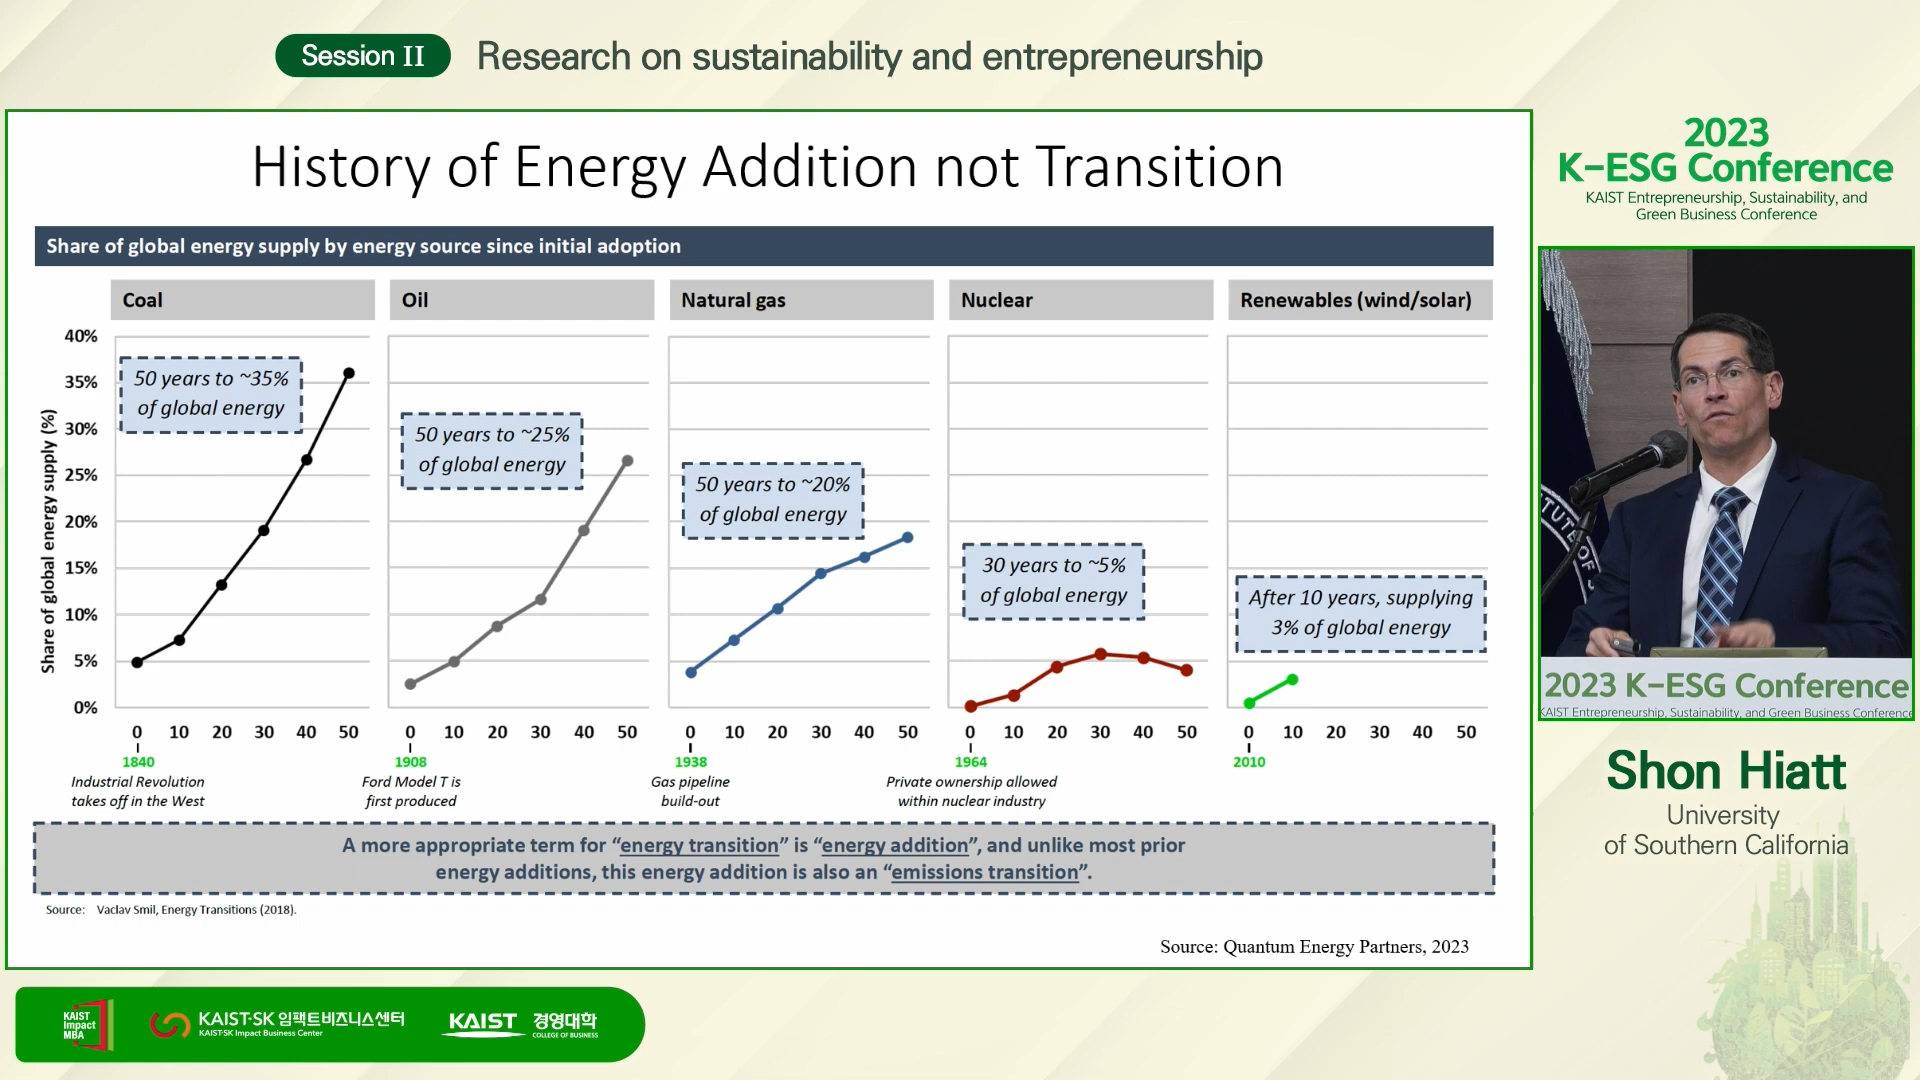 Session II
Research on sustainability and entrepreneurship
History of Energy Addition not Transition
Share of global energy supply by energy source since initial adoption
Coal
Oil
Natural gas
Nuclear
Renewables (wind/solar)
Share of global energy supply (%)
40%
35%
30%
25%
20%
15%
10%
5%
0%
50 years to ~35%
of global energy
50 years to ~25%
of global energy
50 years to ~20%
of global energy
30 years to ~5%
of global energy
After 10 years, supplying
3% of global energy
0 10 20 30 40 50
0 10 20 30 40 50
0 10 20 30 40 50
0 10 20 30 40 50
0 10 20 30 40 50
1840
Industrial Revolution
takes off in the West
1908
Ford Model T is
first produced
1938
Gas pipeline
build-out
1964
Private ownership allowed
within nuclear industry
2010
A more appropriate term for “energy transition” is “energy addition”, and unlike most prior
energy additions, this energy addition is also an “emissions transition”.
Source: Vaclav Smil, Energy Transitions (2018).
Source: Quantum Energy Partners, 2023
2023
K-ESG Conference
KAIST Entrepreneurship, Sustainability, and
Green Business Conference
TUTE OF
2023 K-ESG Conference
KAIST Entrepreneurship, Sustainability, and Green Business Conference
Shon Hiatt
University
of Southern California
KAIST
Impact
MBA
KAIST-SK 임팩트비즈니스센터
KAIST-SK Impact Business Center
KAIST 경영대학
COLLEGE OF BUSINESS